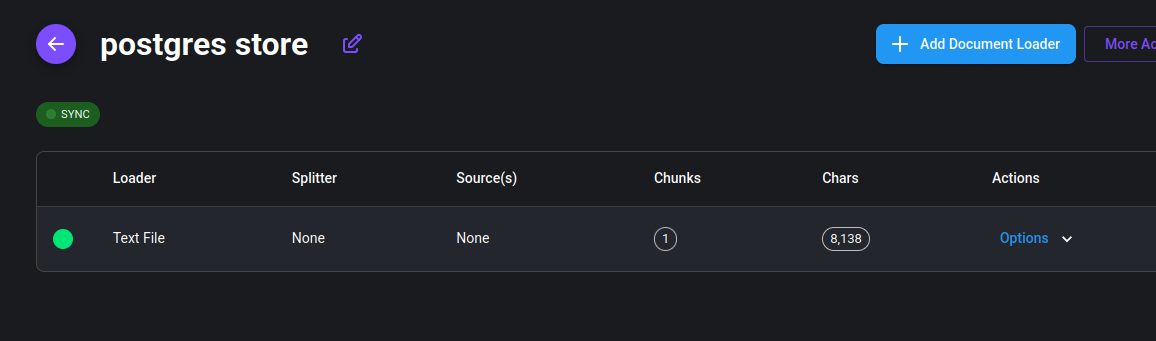 postgres store
Add Document Loader
More Ac
SYNC
Loader Splitter Source(s) Chunks Chars Actions
Text File None None 1 8,138 Options